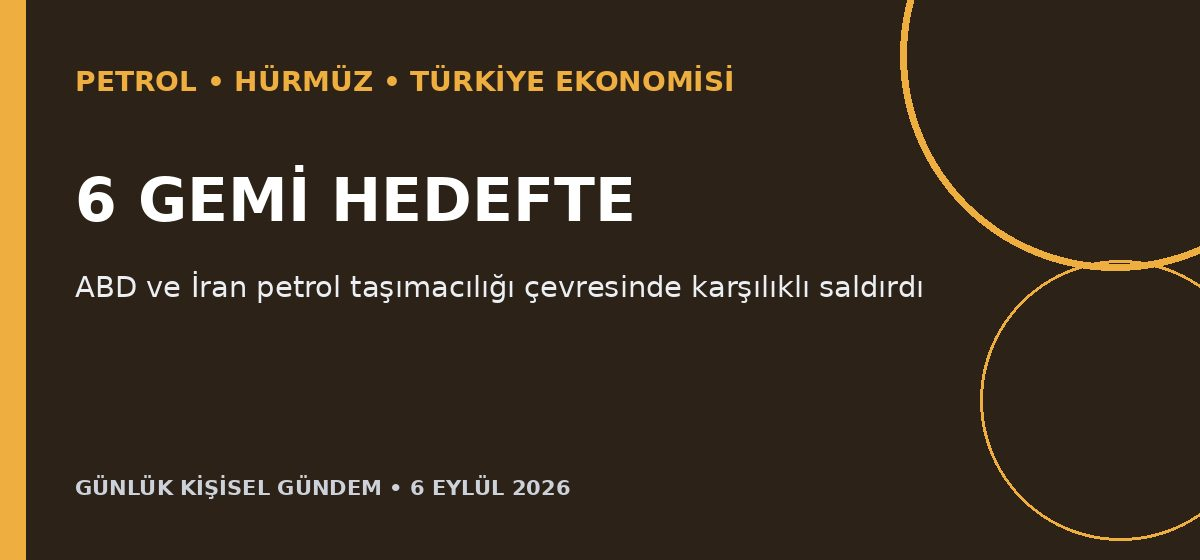 PETROL • HÜRMÜZ • TÜRKİYE EKONOMİSİ
6 GEMİ HEDEFTE
ABD ve İran petrol taşımacılığı çevresinde karşılıklı saldırdı
GÜNLÜK KİŞİSEL GÜNDEM • 6 EYLÜL 2026